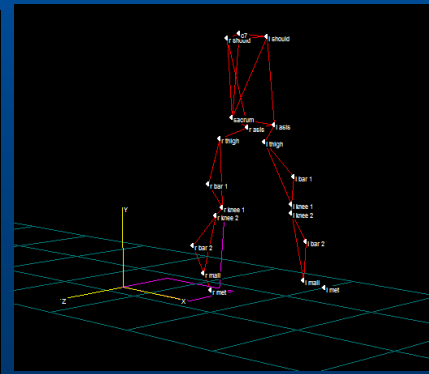 c7
r should
l should
sacrum
r asis
l asis
r thigh
l thigh
l bar 1
r bar 1
r knee 1
l knee 1
r knee 2
l knee 2
Y
r bar 2
l bar 2
r mall
l mall
r met
l met
Z
X